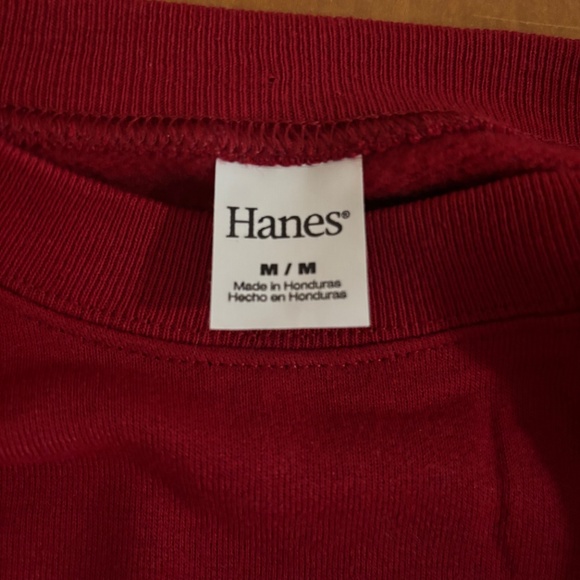 Hanes®
M / M
Made in Honduras
Hecho en Honduras